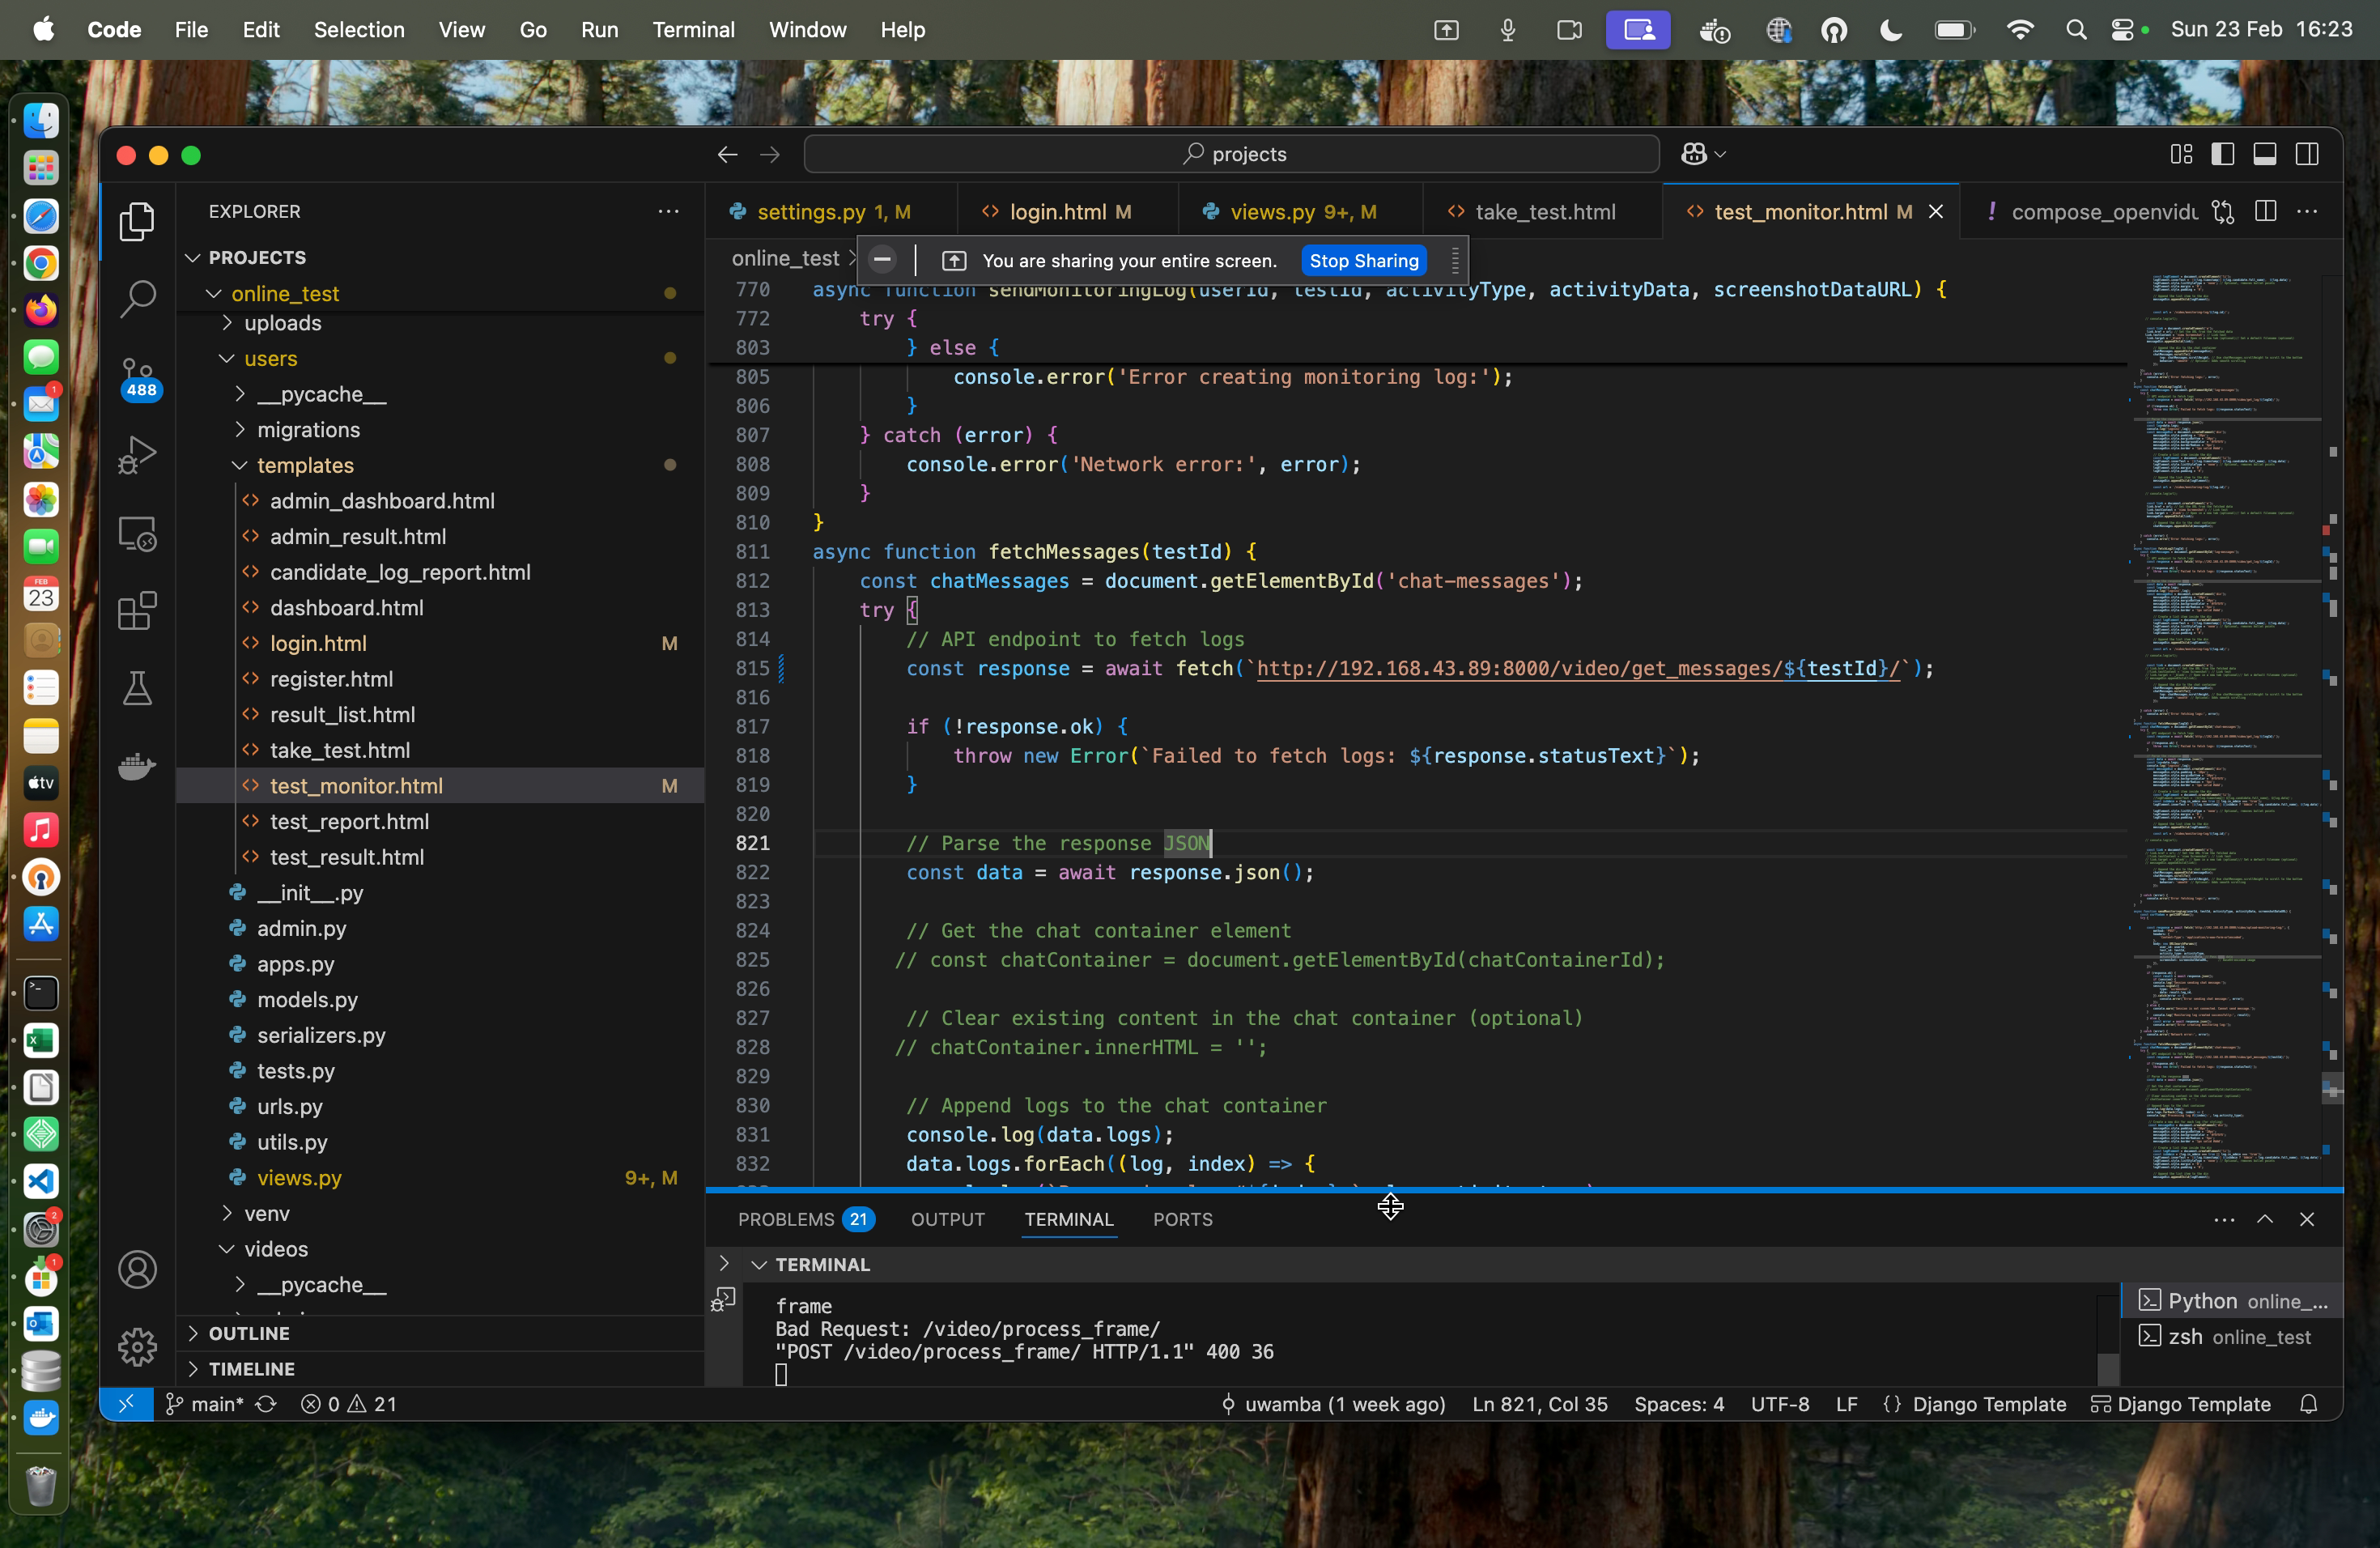 Code File Edit Selection View Go Run Terminal Window Help Sun 23 Feb 16:23
projects
EXPLORER
settings.py 1, M
login.html M
views.py 9+, M
take_test.html
test_monitor.html M
compose_openvidu
PROJECTS
online_test
uploads
users
__pycache__
migrations
templates
admin_dashboard.html
admin_result.html
candidate_log_report.html
dashboard.html
login.html M
register.html
result_list.html
take_test.html
test_monitor.html M
test_report.html
test_result.html
__init__.py
admin.py
apps.py
models.py
serializers.py
tests.py
urls.py
utils.py
views.py 9+, M
venv
videos
__pycache__
OUTLINE
TIMELINE
488
FEB
23
tv
1
2
1
online_test
You are sharing your entire screen. Stop Sharing
770 async function sendMonitoringLog(userId, testId, activityType, activityData, screenshotDataURL) {
772 try {
803 } else {
805 console.error('Error creating monitoring log:');
806 }
807 } catch (error) {
808 console.error('Network error:', error);
809 }
810 }
811 async function fetchMessages(testId) {
812 const chatMessages = document.getElementById('chat-messages');
813 try {
814 // API endpoint to fetch logs
815 const response = await fetch(`http://192.168.43.89:8000/video/get_messages/${testId}/`);
816
817 if (!response.ok) {
818 throw new Error(`Failed to fetch logs: ${response.statusText}`);
819 }
820
821 // Parse the response JSON
822 const data = await response.json();
823
824 // Get the chat container element
825 // const chatContainer = document.getElementById(chatContainerId);
826
827 // Clear existing content in the chat container (optional)
828 // chatContainer.innerHTML = '';
829
830 // Append logs to the chat container
831 console.log(data.logs);
832 data.logs.forEach((log, index) => {
PROBLEMS 21 OUTPUT TERMINAL PORTS
TERMINAL
frame
Bad Request: /video/process_frame/
"POST /video/process_frame/ HTTP/1.1" 400 36
Python online_...
zsh online_test
main* 0 21 uwamba (1 week ago) Ln 821, Col 35 Spaces: 4 UTF-8 LF {} Django Template Django Template